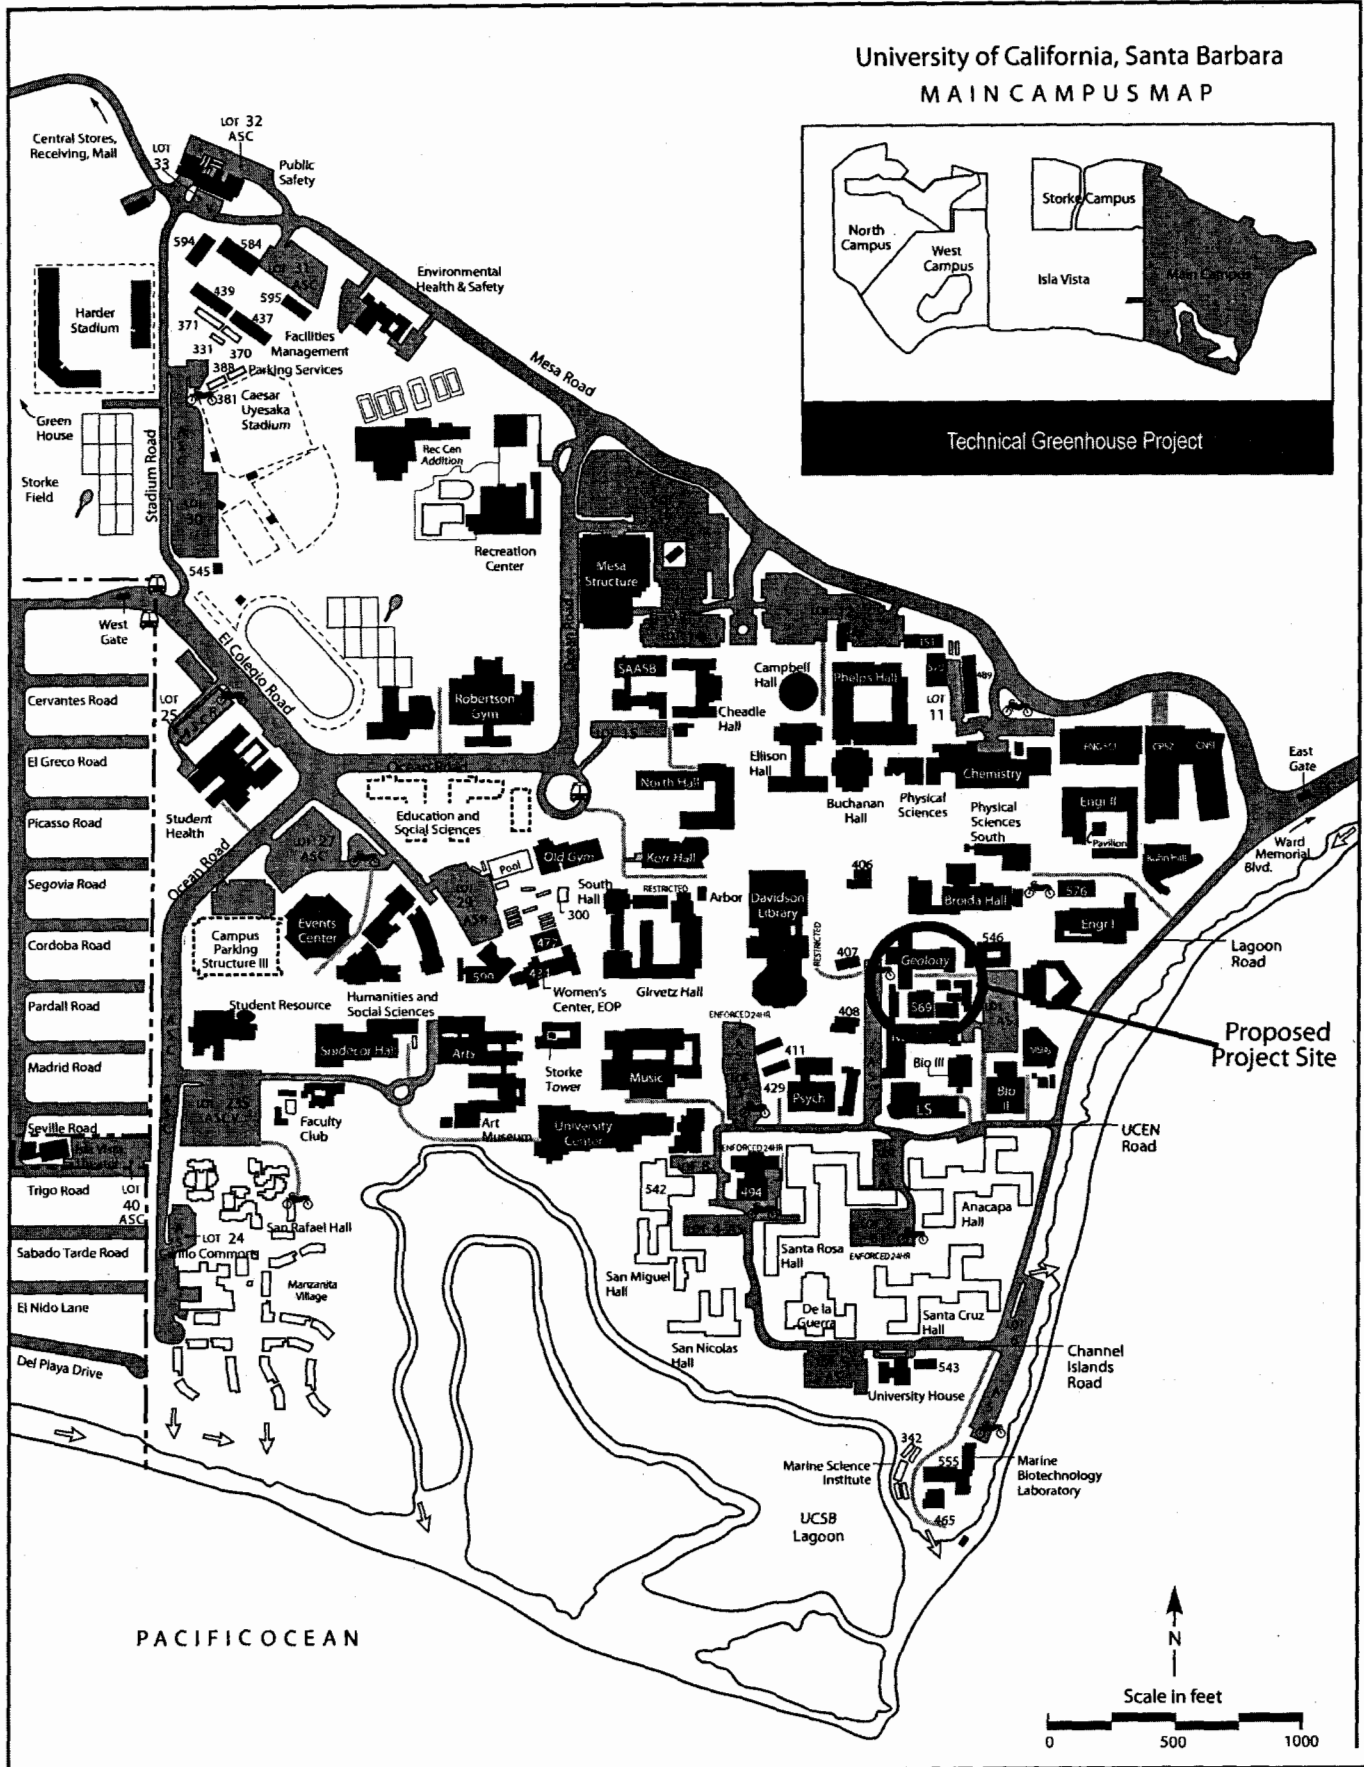 University of California, Santa Barbara
MAIN CAMPUS MAP
North
Campus
West
Campus
Isla Vista
Storke Campus
Main Campus
Technical Greenhouse Project
Central Stores,
Receiving, Mail
LOT
33
LOT 32
ASC
Public
Safety
594
584
LOT 31
ASC
Environmental
Health & Safety
Harder
Stadium
439
595
371
437
331
370
Facilities
Management
388
Parking Services
381
Caesar
Uyesaka
Stadium
Mesa Road
Green
House
Storke
Field
Stadium Road
LOT
30
Rec Cen
Addition
Recreation
Center
545
Mesa
Structure
West
Gate
El Colegio Road
Ocean Road
Cervantes Road
LOT
25
El Greco Road
Picasso Road
Segovia Road
Cordoba Road
Pardall Road
Madrid Road
Seville Road
Trigo Road
LOT
40
ASC
Sabado Tarde Road
El Nido Lane
Del Playa Drive
Robertson
Gym
SAASB
Cheadle
Hall
Campbell
Hall
Phelps Hall
LOT
11
489
Ocean Road
North Hall
Ellison
Hall
Buchanan
Hall
Physical
Sciences
Chemistry
Physical
Sciences
South
Engr II
Pavilion
East
Gate
Ward
Memorial
Blvd.
Student
Health
Education and
Social Sciences
Ocean Road
LOT 27
ASC
Pool
Old Gym
Kerr Hall
LOT
29
South
Hall
300
RESTRICTED
Arbor
Davidson
Library
406
Broida Hall
576
Engr I
Campus
Parking
Structure III
Events
Center
477
RESTRICTED
407
Geology
546
Lagoon
Road
Student Resource
Humanities and
Social Sciences
Women's
Center, EOP
Girvetz Hall
ENFORCED 24HR
408
569
Proposed
Project Site
Snidecor Hall
Arts
Storke
Tower
Music
411
429
Psych
Bio III
Bio
II
LS
Faculty
Club
Art
Museum
University
Center
UCEN
Road
ENFORCED 24HR
542
494
Anacapa
Hall
LOT 24
San Rafael Hall
Manzanita
Village
San Miguel
Hall
Santa Rosa
Hall
ENFORCED 24HR
De la
Guerra
Santa Cruz
Hall
San Nicolas
Hall
543
University House
Channel
Islands
Road
342
Marine Science
Institute
555
Marine
Biotechnology
Laboratory
465
UCSB
Lagoon
PACIFIC OCEAN
N
Scale in feet
0 500 1000